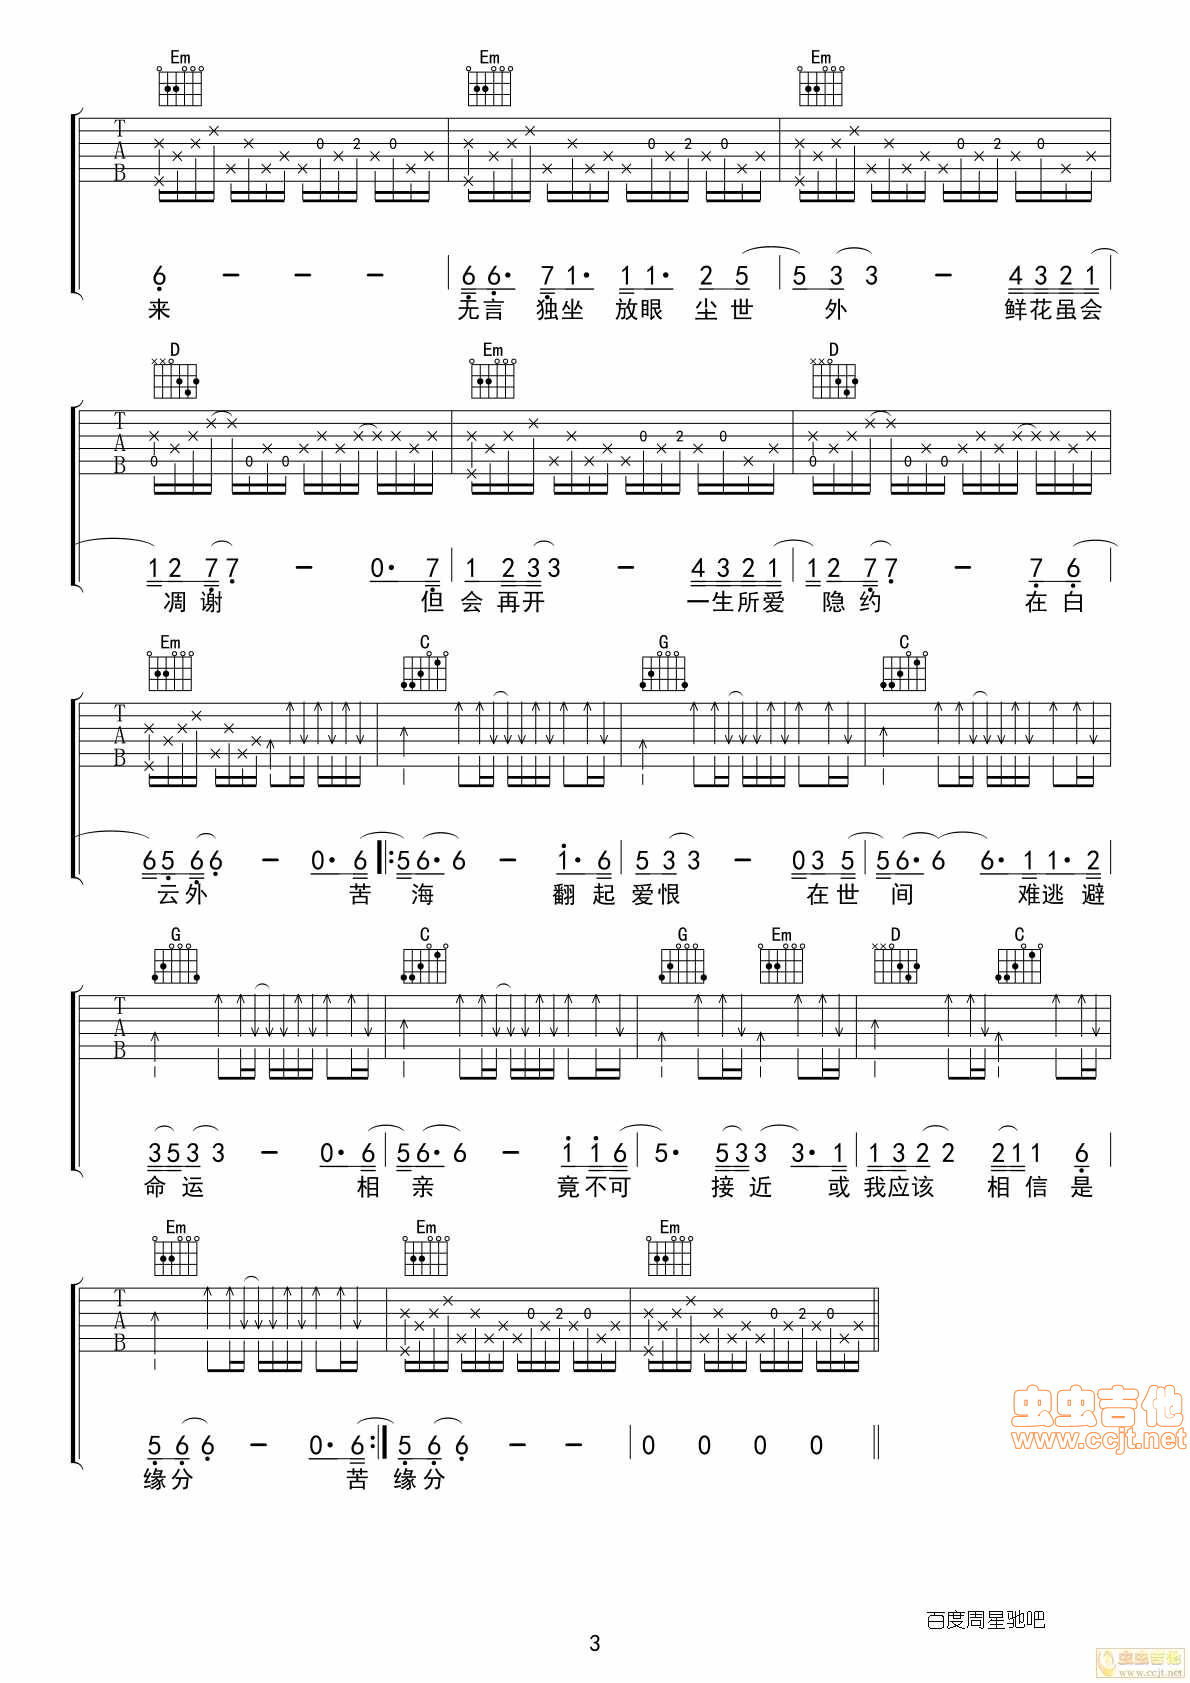 Em Em Em
T A B 0 2 0 0 2 0 0 2 0
6 - - - 6 6· 7 1· 1 1· 2 5 5 3 3 - 4 3 2 1
来 无言 独坐 放眼 尘世 外 鲜花虽会
D Em D
T A B 0 0 0 0 2 0 0 0 0
1 2 7 7 - 0· 7 1 2 3 3 - 4 3 2 1 1 2 7 7 - 7 6
凋谢 但 会再开 一生所爱 隐约 在白
Em C G C
T A B
6 5 6 6 - 0· 6 5 6· 6 - 1· 6 5 3 3 - 0 3 5 5 6· 6 6· 1 1· 2
云外 苦 海 翻起 爱恨 在世 间 难逃 避
G C G Em D C
T A B
3 5 3 3 - 0· 6 5 6· 6 - 1 1 6 5· 5 3 3 3· 1 1 3 2 2 2 1 1 6
命运 相 亲 竟不可 接近 或 我应该 相信是
Em Em Em
T A B 0 2 0 0 2 0
5 6 6 - 0· 6 5 6 6 - - 0 0 0 0
缘分 苦 缘分
虫虫吉他
www.ccjt.net
百度周星驰吧
3
虫虫吉他
www.ccjt.net